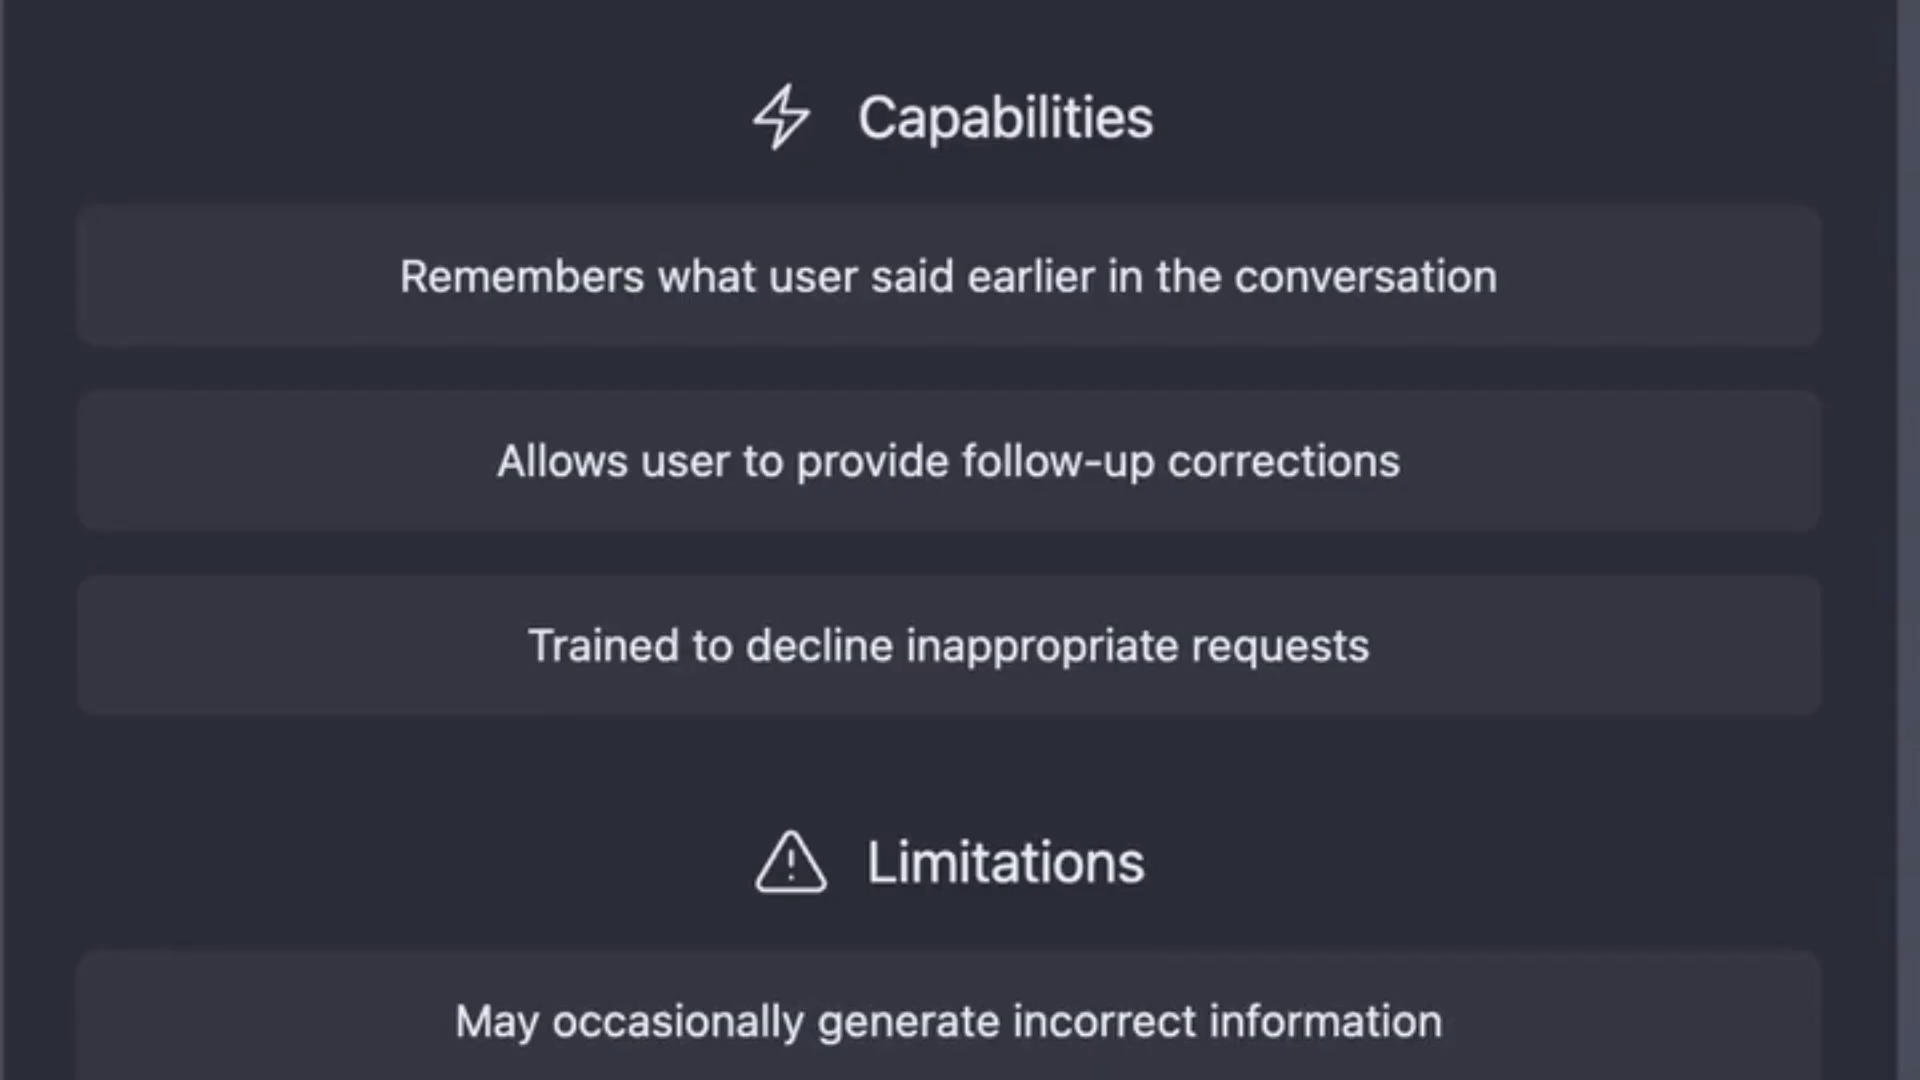 Capabilities
Remembers what user said earlier in the conversation
Allows user to provide follow-up corrections
Trained to decline inappropriate requests
Limitations
May occasionally generate incorrect information